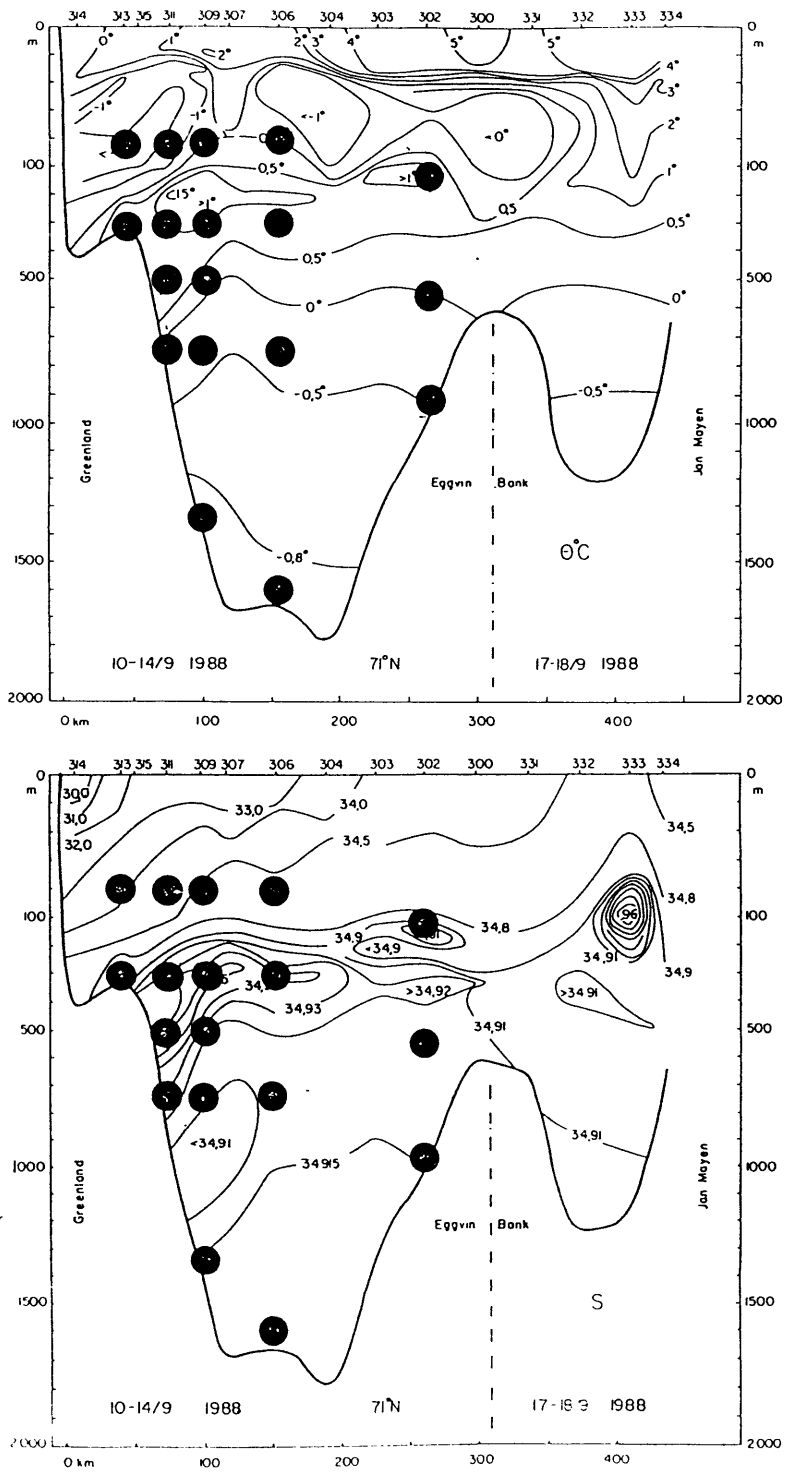 314 313 315 311 309 307 306 304 303 302 300 331 332 333 334
0 0
m 0° 1° 2° 2° 3° 4° 5° 5° m
4°
3°
-1° -1° <-1° <0° 2°
100 0,5° >1° 1° 100
>1° 0,5 0,5°
0,5°
500 0° 0° 500
-0,5° -0,5°
1000 1000
Greenland Jan Mayen
Eggvin Bank
-0,8°
1500 θ°C 1500
10-14/9 1988 71°N 17-18/9 1988
2000 2000
0 km 100 200 300 400
314 313 315 311 309 307 306 304 303 302 300 331 332 333 334
0 0
m 30,0 33,0 34,0 m
31,0 34,5
32,0 34,5
34,8
100 34,9 34,8 ,96 100
<34,9 34,91 34,9
>34,92 >34,91
34,93
500 34,91 500
<34,91 34,91
1000 34,915 1000
Greenland Jan Mayen
Eggvin Bank
1500 S 1500
10-14/9 1988 71°N 17-18 9 1988
2000 2000
0 km 100 200 300 400